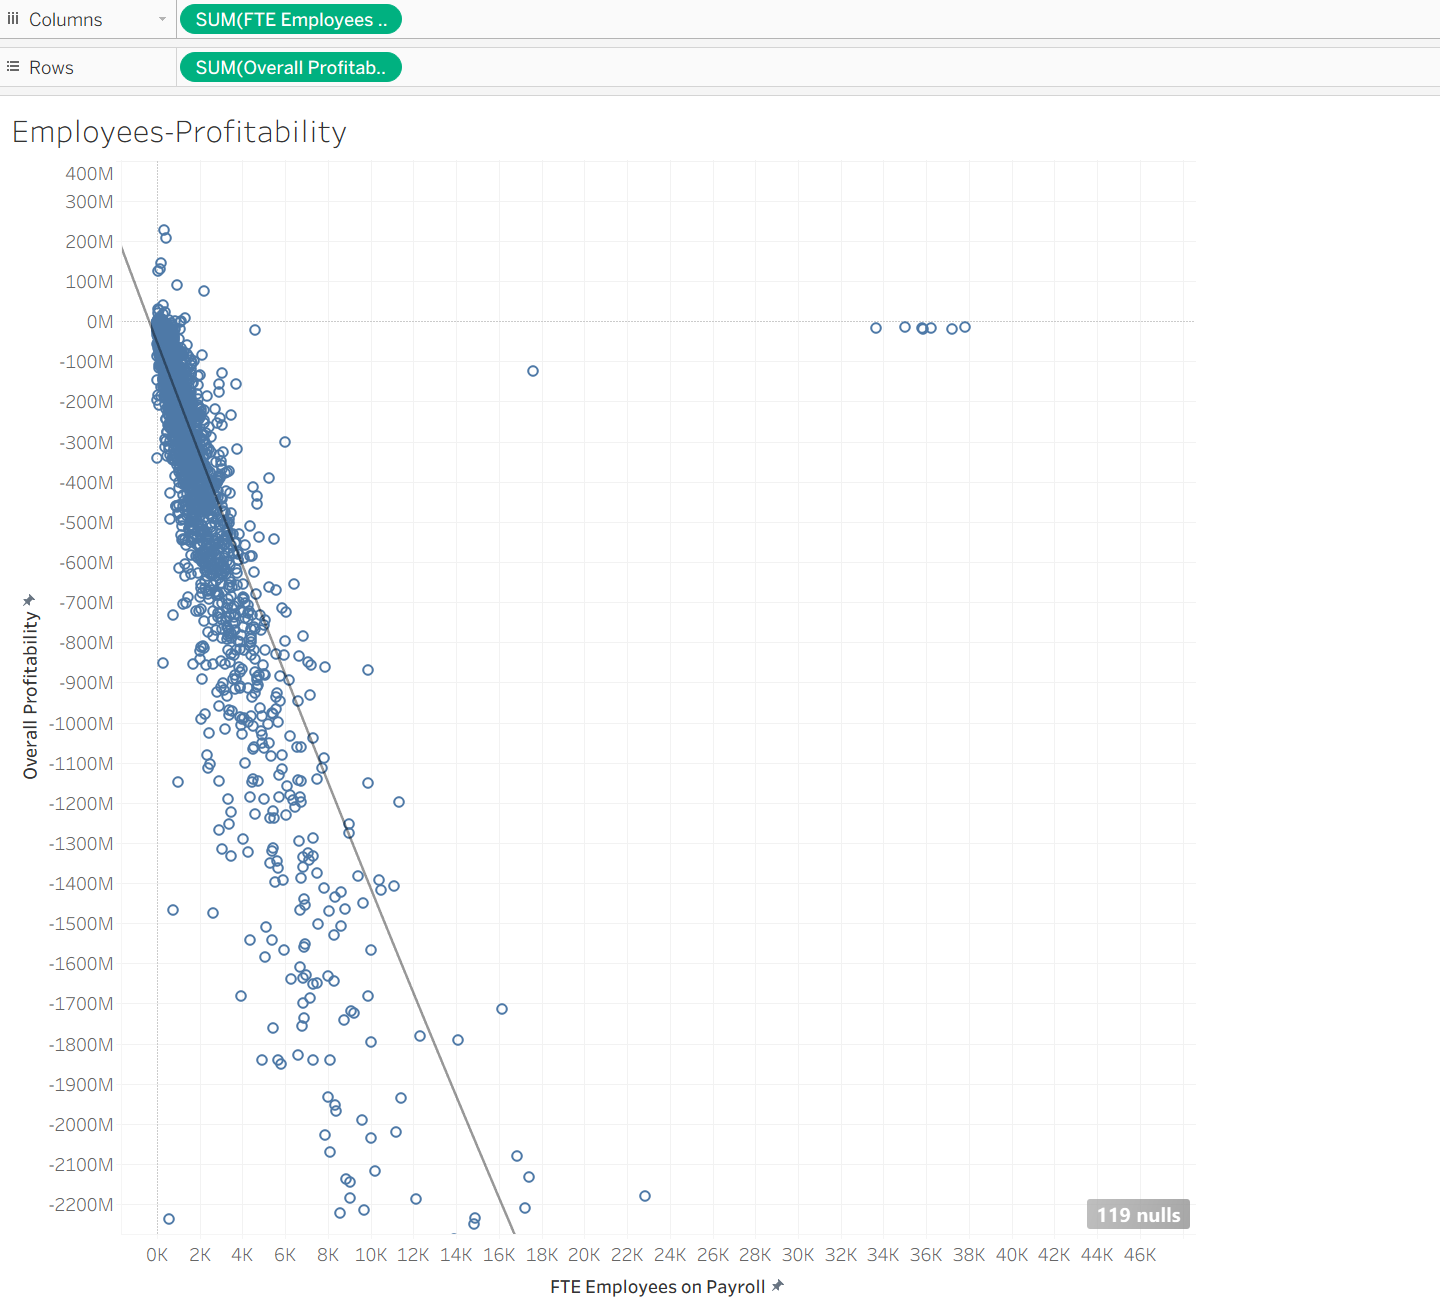 Columns
SUM(FTE Employees ..
Rows
SUM(Overall Profitab..
Employees-Profitability
400M
300M
200M
100M
0M
-100M
-200M
-300M
-400M
-500M
-600M
-700M
-800M
-900M
-1000M
-1100M
-1200M
-1300M
-1400M
-1500M
-1600M
-1700M
-1800M
-1900M
-2000M
-2100M
-2200M
Overall Profitability
119 nulls
0K 2K 4K 6K 8K 10K 12K 14K 16K 18K 20K 22K 24K 26K 28K 30K 32K 34K 36K 38K 40K 42K 44K 46K
FTE Employees on Payroll